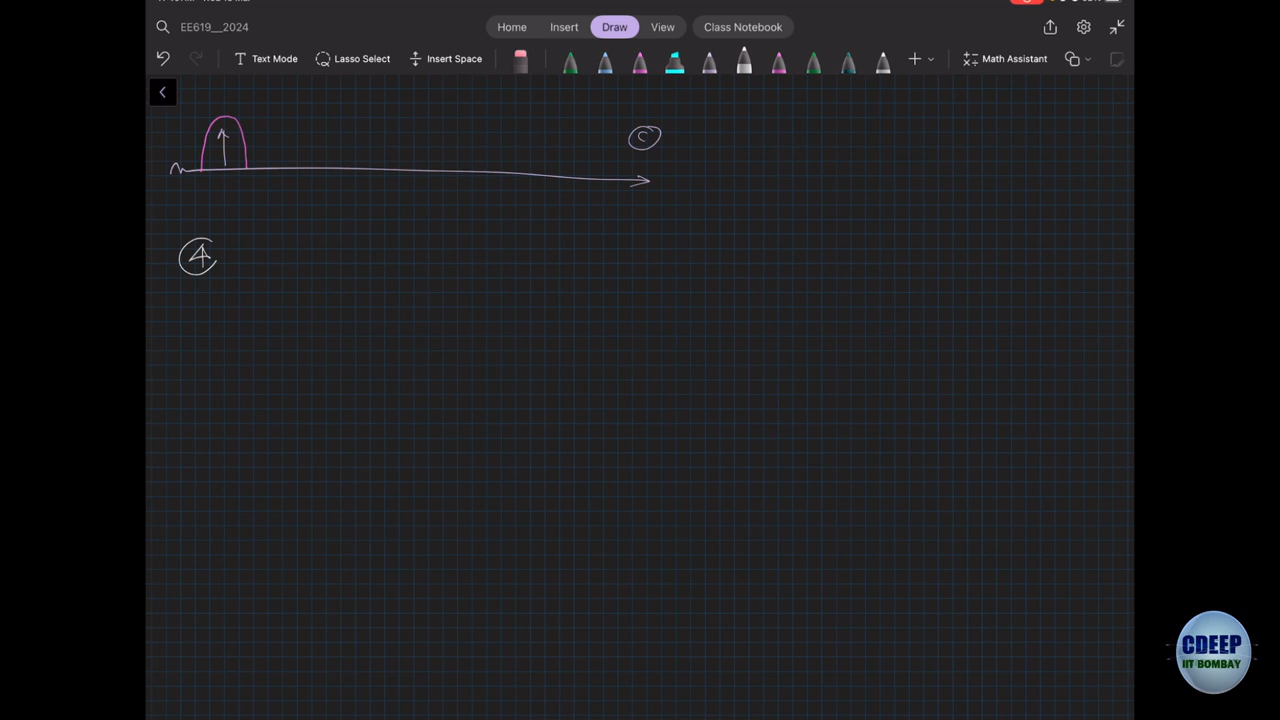 EE619__2024
Home Insert Draw View Class Notebook
Text Mode Lasso Select Insert Space Math Assistant
C
4
CDEEP
IIT BOMBAY